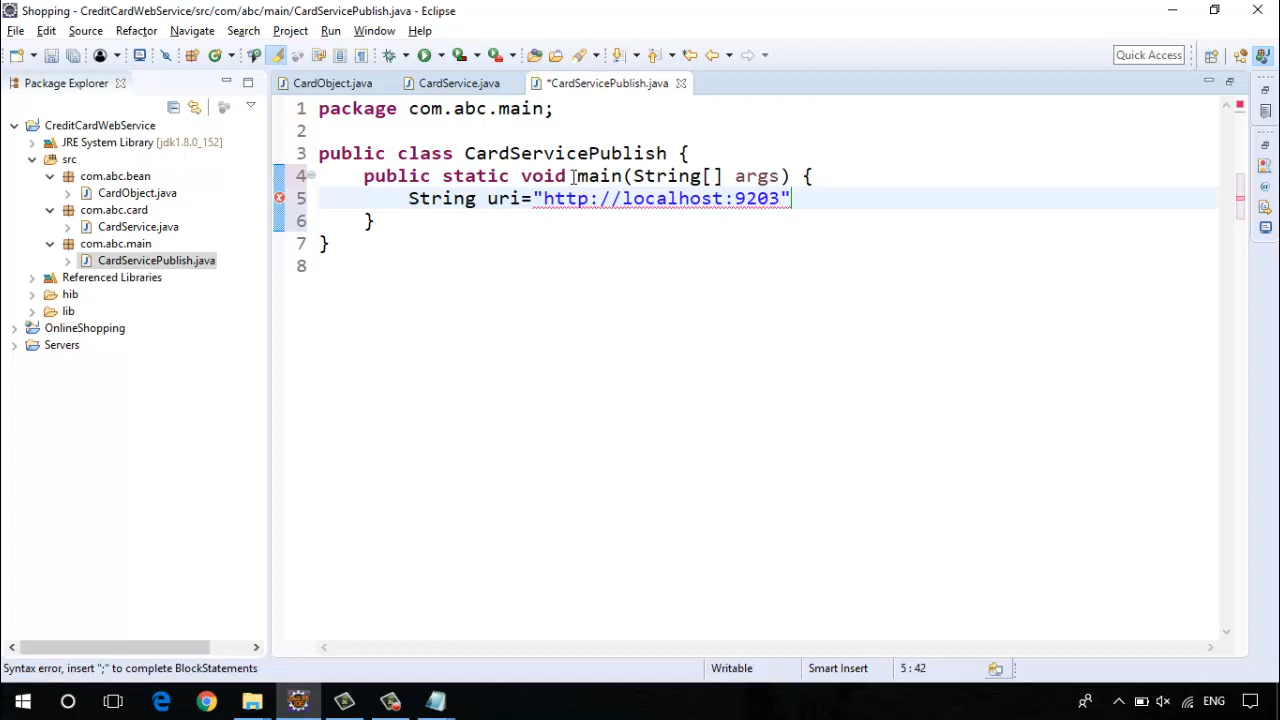 Shopping - CreditCardWebService/src/com/abc/main/CardServicePublish.java - Eclipse
File Edit Source Refactor Navigate Search Project Run Window Help
Quick Access
Package Explorer
CardObject.java
CardService.java
*CardServicePublish.java
CreditCardWebService
JRE System Library [jdk1.8.0_152]
src
com.abc.bean
CardObject.java
com.abc.card
CardService.java
com.abc.main
CardServicePublish.java
Referenced Libraries
hib
lib
OnlineShopping
Servers
1 package com.abc.main;
2
3 public class CardServicePublish {
4 public static void main(String[] args) {
5 String uri="http://localhost:9203"
6 }
7 }
8
Syntax error, insert ";" to complete BlockStatements
Writable
Smart Insert
5 : 42
ENG